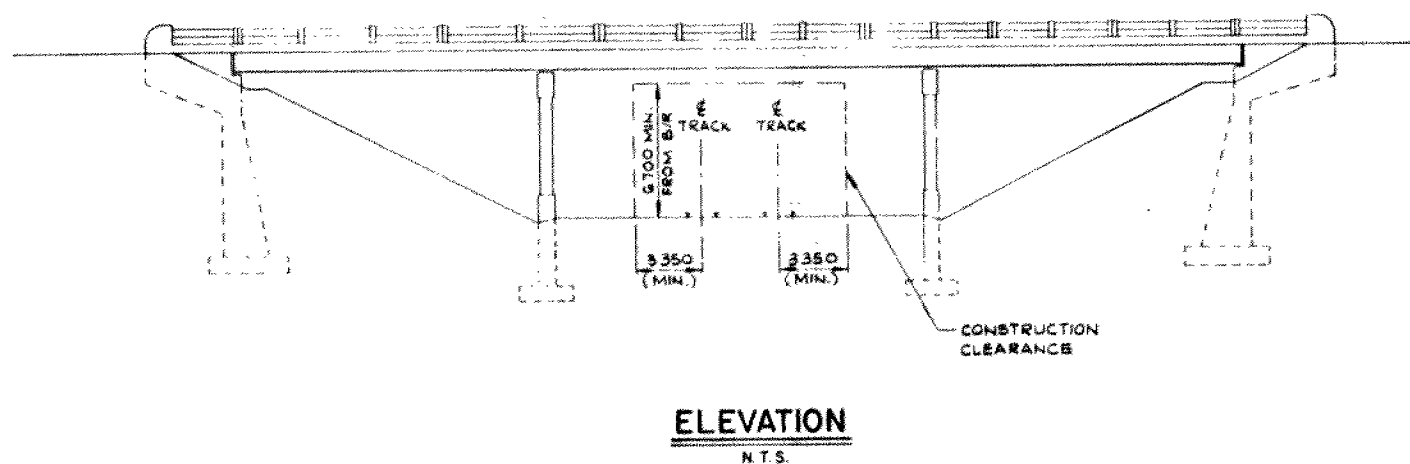 6700 MIN.
FROM B/R
℄
TRACK
℄
TRACK
3350
(MIN.)
3350
(MIN.)
CONSTRUCTION
CLEARANCE
ELEVATION
N.T.S.